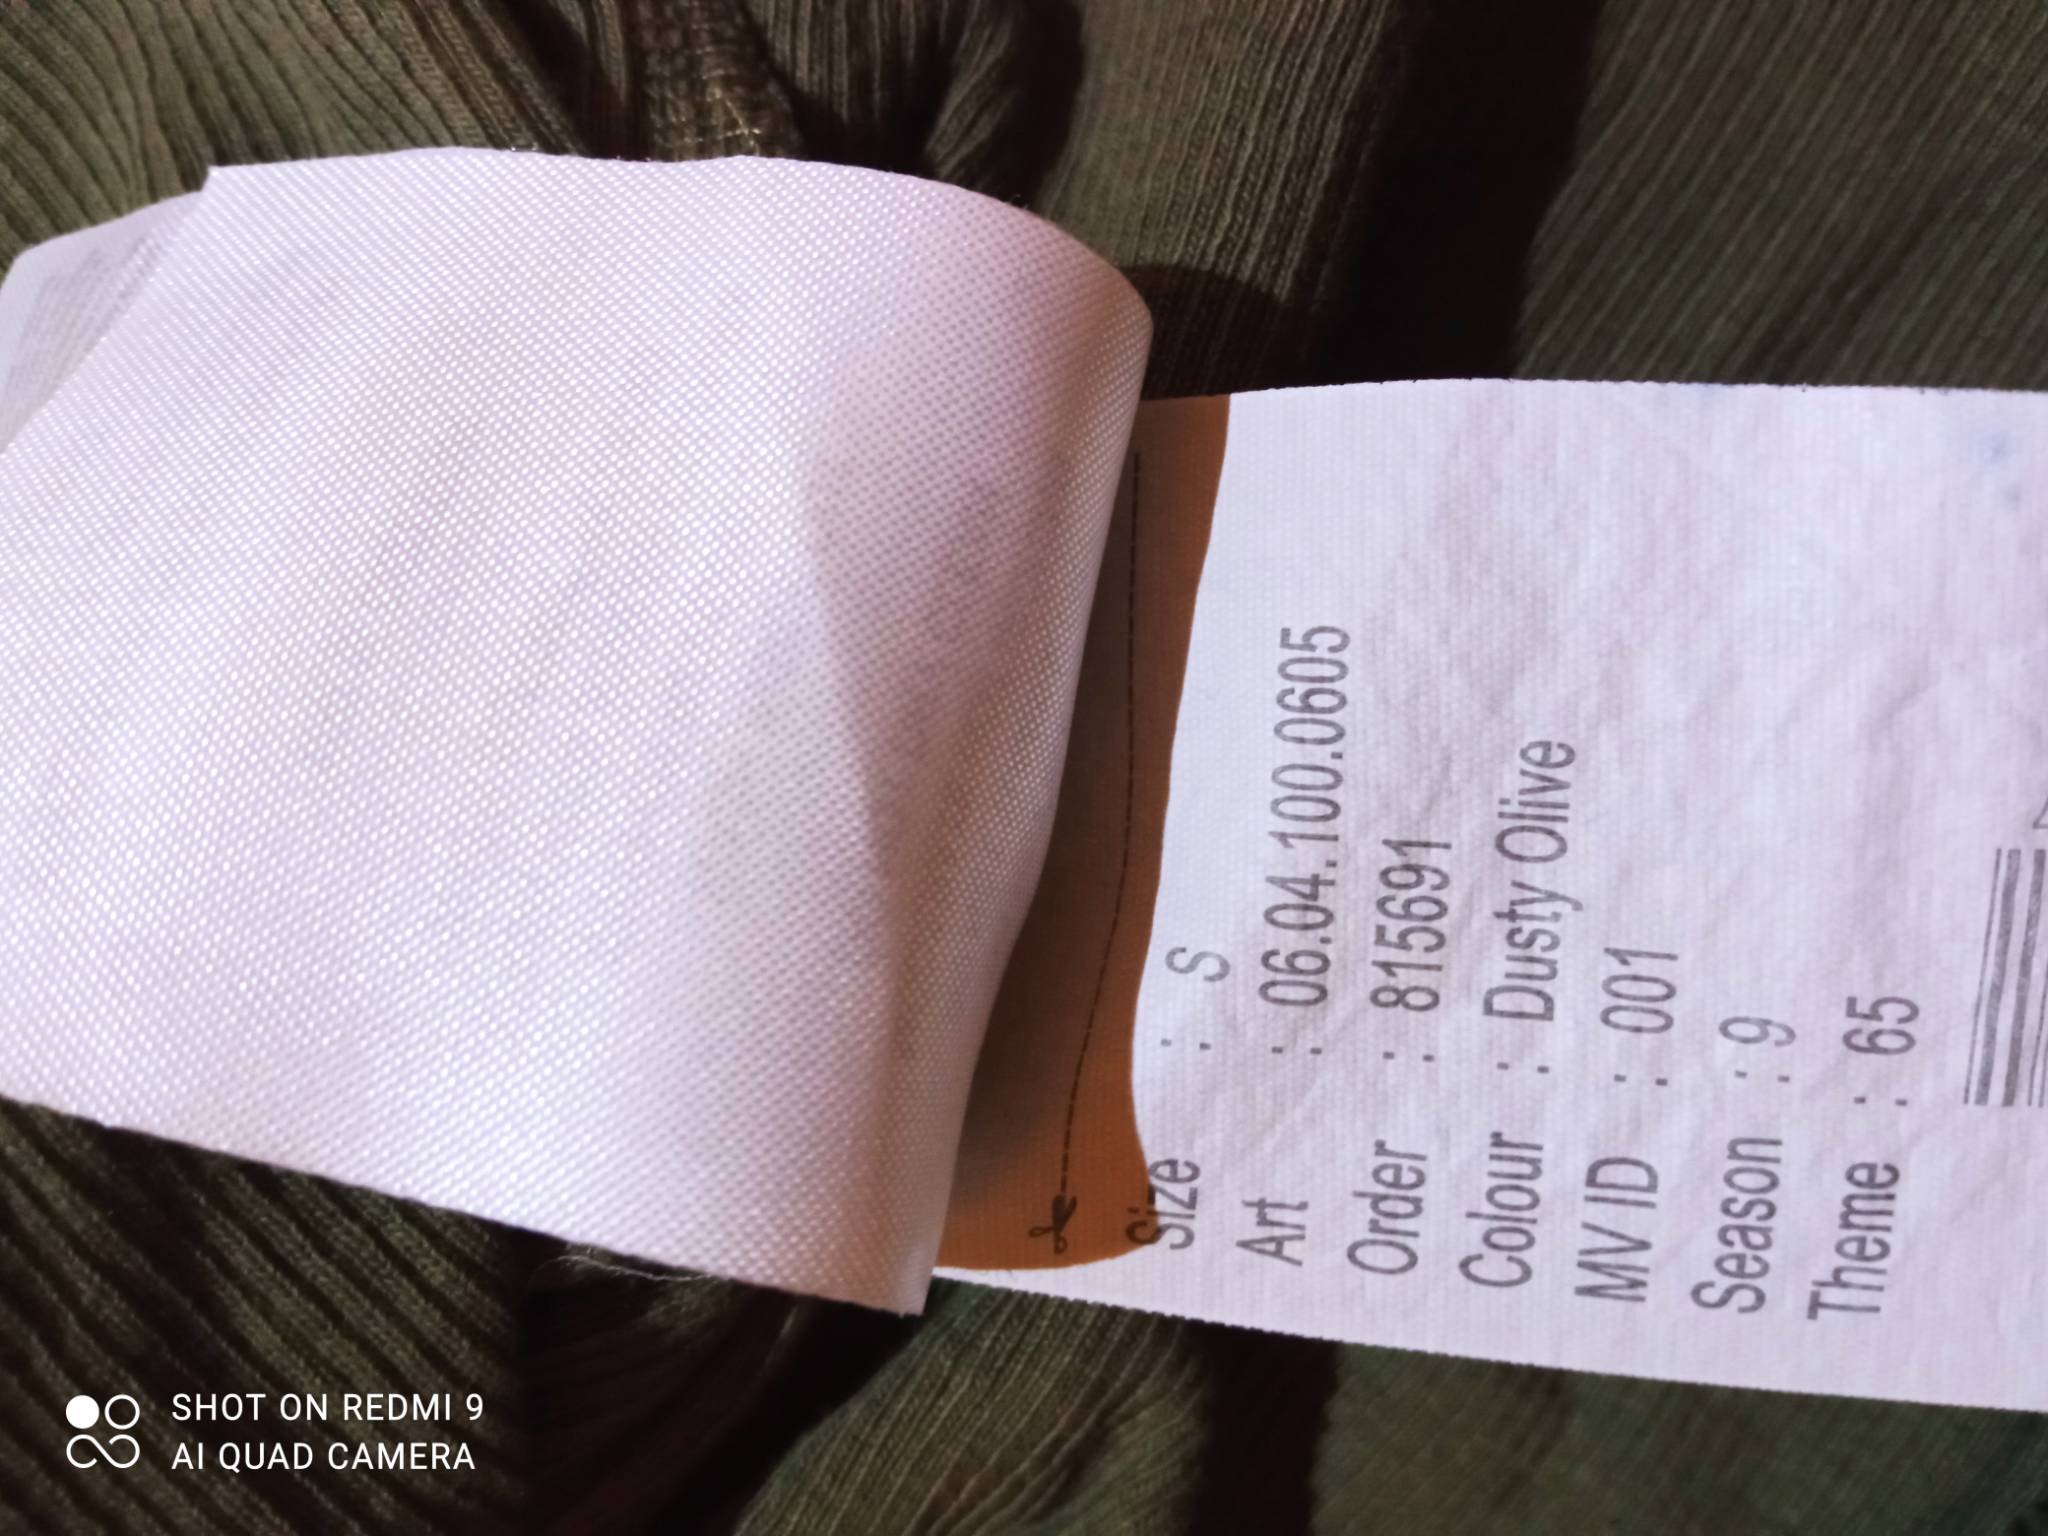 Size : S
Art : 06.04.100.0605
Order : 815691
Colour : Dusty Olive
MV ID : 001
Season : 9
Theme : 65
SHOT ON REDMI 9
AI QUAD CAMERA